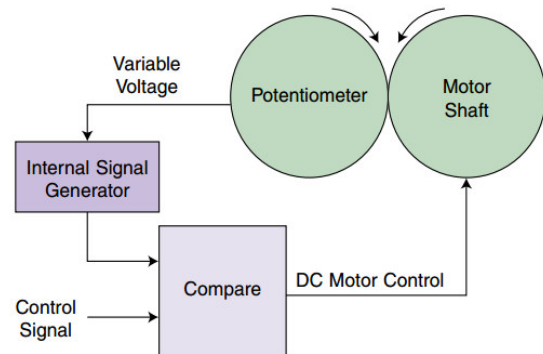 Variable
Voltage
Potentiometer
Motor
Shaft
Internal Signal
Generator
Compare
DC Motor Control
Control
Signal